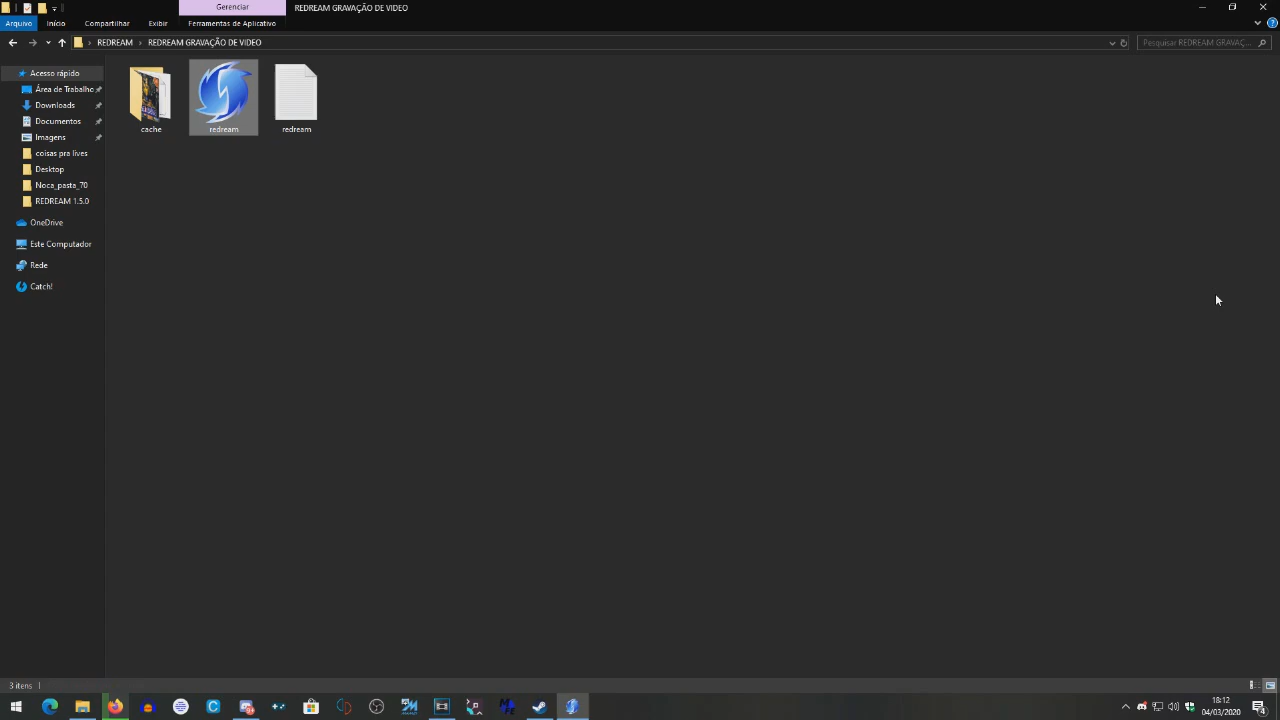 Gerenciar
REDREAM GRAVAÇÃO DE VIDEO
Arquivo
Início
Compartilhar
Exibir
Ferramentas de Aplicativo
REDREAM > REDREAM GRAVAÇÃO DE VIDEO
Pesquisar REDREAM GRAVAÇ...
Acesso rápido
Área de Trabalho
Downloads
Documentos
Imagens
coisas pra lives
Desktop
Noca_pasta_70
REDREAM 1.5.0
OneDrive
Este Computador
Rede
Catch!
cache
redream
redream
3 itens
18:12
04/03/2020